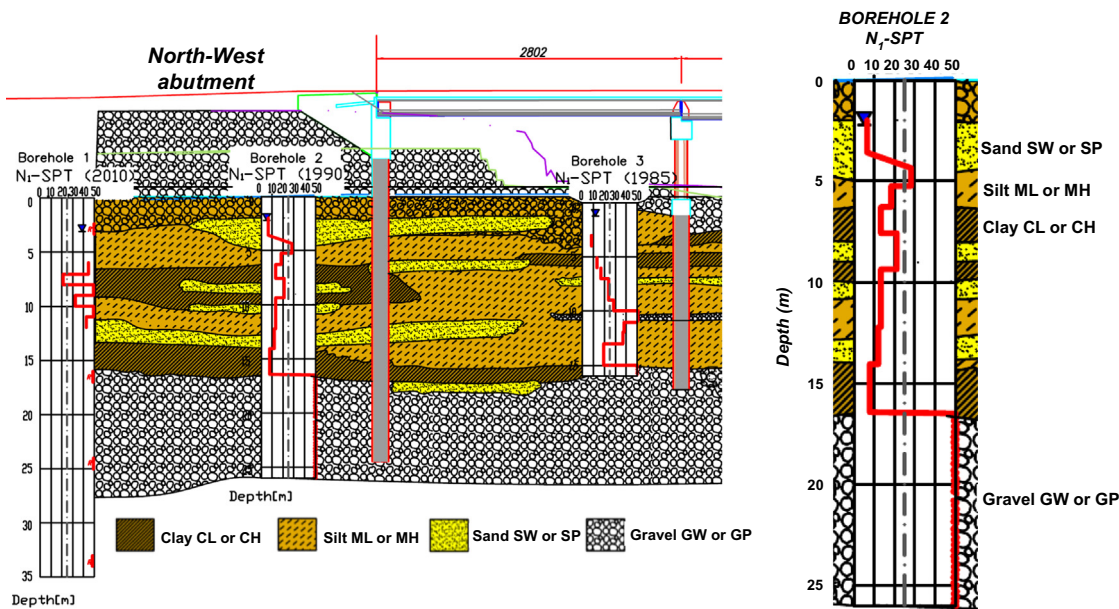 North-West
abutment
2802
Borehole 1
N₁-SPT (2010)
0 10 20 30 40 50
0
5
10
15
20
25
30
35
Depth[m]
Borehole 2
N₁-SPT (1990)
0 10 20 30 40 50
Depth[m]
Borehole 3
N₁-SPT (1985)
0 10 20 30 40 50
Clay CL or CH
Silt ML or MH
Sand SW or SP
Gravel GW or GP
BOREHOLE 2
N₁-SPT
0 10 20 30 50
0
5
10
15
20
25
Depth (m)
Sand SW or SP
Silt ML or MH
Clay CL or CH
Gravel GW or GP